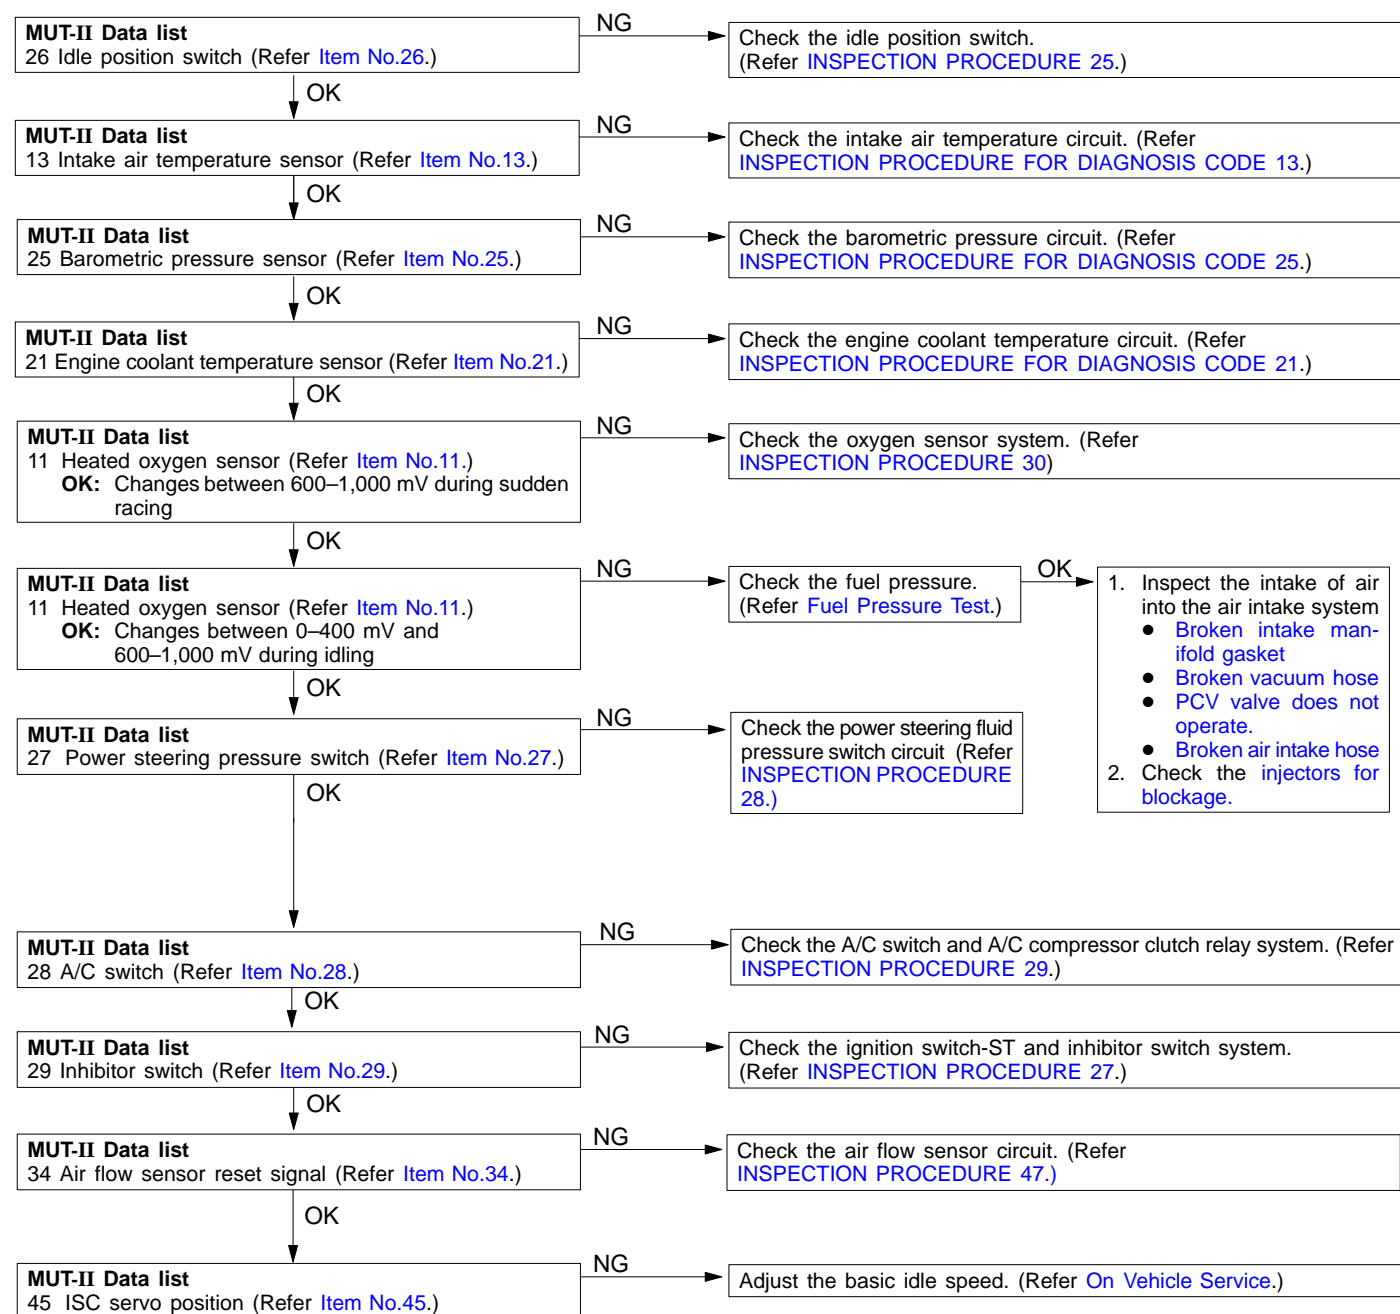 MUT-II Data list
26 Idle position switch (Refer Item No.26.)
NG
Check the idle position switch.
(Refer INSPECTION PROCEDURE 25.)
OK
MUT-II Data list
13 Intake air temperature sensor (Refer Item No.13.)
NG
Check the intake air temperature circuit. (Refer
INSPECTION PROCEDURE FOR DIAGNOSIS CODE 13.)
OK
MUT-II Data list
25 Barometric pressure sensor (Refer Item No.25.)
NG
Check the barometric pressure circuit. (Refer
INSPECTION PROCEDURE FOR DIAGNOSIS CODE 25.)
OK
MUT-II Data list
21 Engine coolant temperature sensor (Refer Item No.21.)
NG
Check the engine coolant temperature circuit. (Refer
INSPECTION PROCEDURE FOR DIAGNOSIS CODE 21.)
OK
MUT-II Data list
11 Heated oxygen sensor (Refer Item No.11.)
OK: Changes between 600–1,000 mV during sudden
racing
NG
Check the oxygen sensor system. (Refer
INSPECTION PROCEDURE 30)
OK
MUT-II Data list
11 Heated oxygen sensor (Refer Item No.11.)
OK: Changes between 0–400 mV and
600–1,000 mV during idling
NG
Check the fuel pressure.
(Refer Fuel Pressure Test.)
OK
1. Inspect the intake of air
into the air intake system
● Broken intake man-
ifold gasket
● Broken vacuum hose
● PCV valve does not
operate.
● Broken air intake hose
2. Check the injectors for
blockage.
OK
MUT-II Data list
27 Power steering pressure switch (Refer Item No.27.)
NG
Check the power steering fluid
pressure switch circuit (Refer
INSPECTION PROCEDURE
28.)
OK
MUT-II Data list
28 A/C switch (Refer Item No.28.)
NG
Check the A/C switch and A/C compressor clutch relay system. (Refer
INSPECTION PROCEDURE 29.)
OK
MUT-II Data list
29 Inhibitor switch (Refer Item No.29.)
NG
Check the ignition switch-ST and inhibitor switch system.
(Refer INSPECTION PROCEDURE 27.)
OK
MUT-II Data list
34 Air flow sensor reset signal (Refer Item No.34.)
NG
Check the air flow sensor circuit. (Refer
INSPECTION PROCEDURE 47.)
OK
MUT-II Data list
45 ISC servo position (Refer Item No.45.)
NG
Adjust the basic idle speed. (Refer On Vehicle Service.)